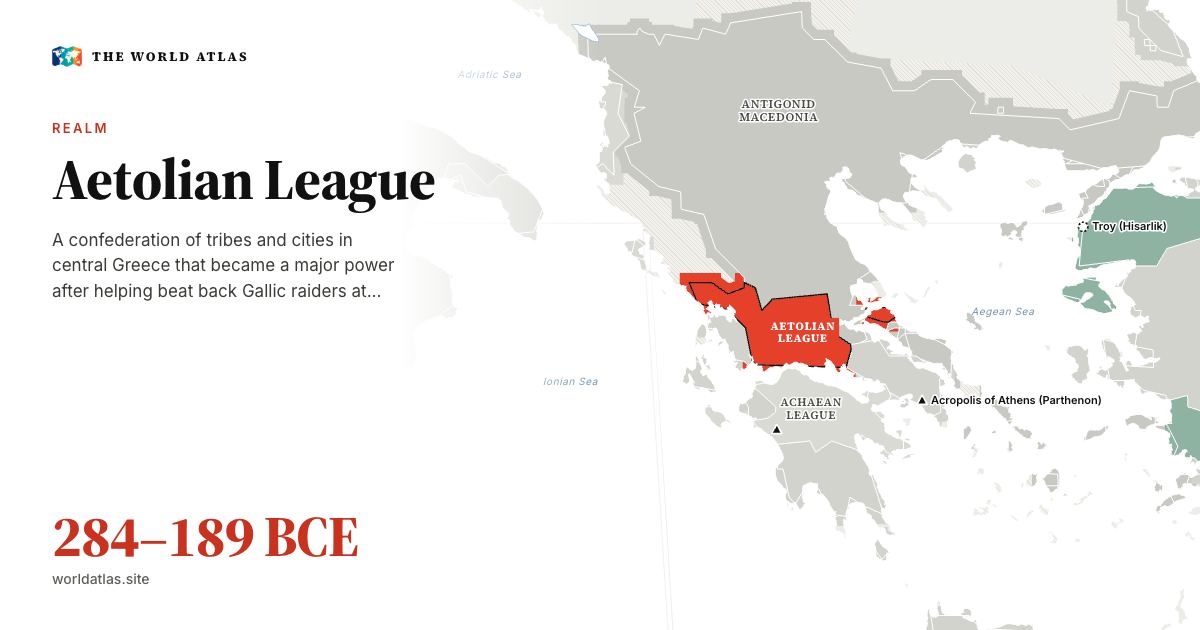 THE WORLD ATLAS
REALM
Aetolian League
A confederation of tribes and cities in
central Greece that became a major power
after helping beat back Gallic raiders at...
284–189 BCE
worldatlas.site
Adriatic Sea
ANTIGONID
MACEDONIA
Troy (Hisarlik)
Aegean Sea
AETOLIAN
LEAGUE
Ionian Sea
ACHAEAN
LEAGUE
Acropolis of Athens (Parthenon)